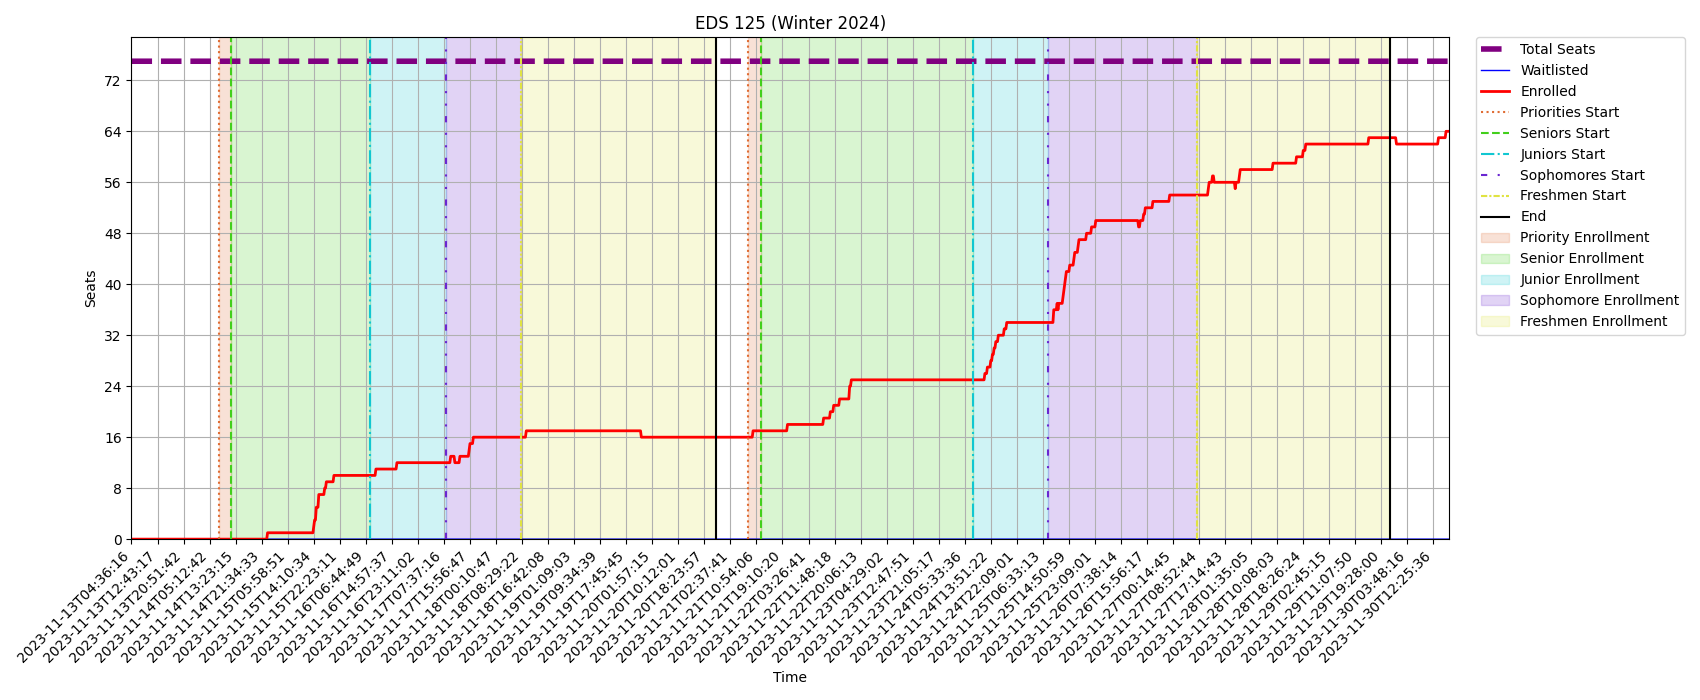 EDS 125 (Winter 2024)
Seats
72
64
56
48
40
32
24
16
8
0
2023-11-13T04:36:16
2023-11-13T12:43:17
2023-11-13T20:51:42
2023-11-14T05:12:42
2023-11-14T13:23:15
2023-11-14T21:34:33
2023-11-15T05:58:51
2023-11-15T14:10:34
2023-11-15T22:23:11
2023-11-16T06:44:49
2023-11-16T14:57:37
2023-11-16T23:11:02
2023-11-17T07:37:16
2023-11-17T15:56:47
2023-11-18T00:10:47
2023-11-18T08:29:22
2023-11-18T16:42:08
2023-11-19T01:09:03
2023-11-19T09:34:39
2023-11-19T17:45:45
2023-11-20T01:57:15
2023-11-20T10:12:01
2023-11-20T18:23:57
2023-11-21T02:37:41
2023-11-21T10:54:06
2023-11-21T19:10:20
2023-11-22T03:26:41
2023-11-22T11:48:18
2023-11-22T20:06:13
2023-11-23T04:29:02
2023-11-23T12:47:51
2023-11-23T21:05:17
2023-11-24T05:33:36
2023-11-24T13:51:22
2023-11-24T22:09:01
2023-11-25T06:33:13
2023-11-25T14:50:59
2023-11-25T23:09:01
2023-11-26T07:38:14
2023-11-26T15:56:17
2023-11-27T00:14:45
2023-11-27T08:52:44
2023-11-27T17:14:43
2023-11-28T01:35:05
2023-11-28T10:08:03
2023-11-28T18:26:24
2023-11-29T02:45:15
2023-11-29T11:07:50
2023-11-29T19:28:00
2023-11-30T03:48:16
2023-11-30T12:25:36
Time
Total Seats
Waitlisted
Enrolled
Priorities Start
Seniors Start
Juniors Start
Sophomores Start
Freshmen Start
End
Priority Enrollment
Senior Enrollment
Junior Enrollment
Sophomore Enrollment
Freshmen Enrollment